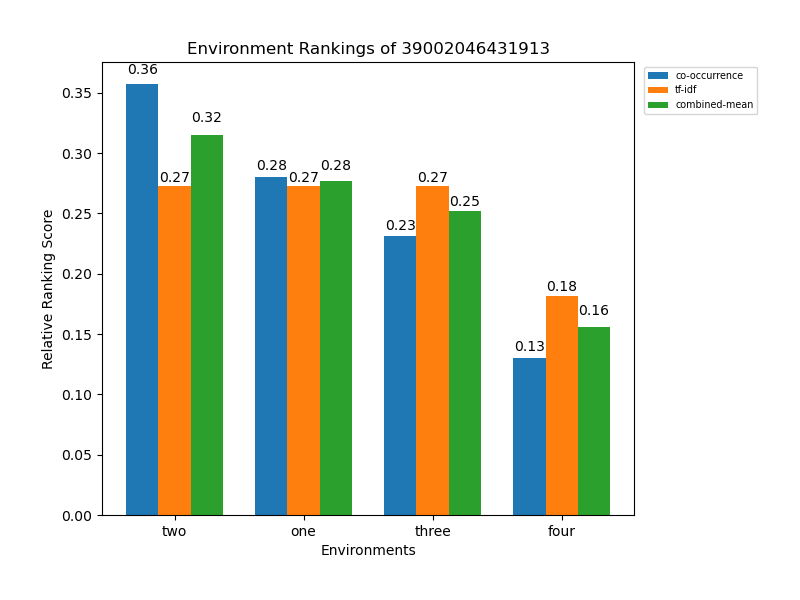 Environment Rankings of 39002046431913
co-occurrence
tf-idf
combined-mean
Relative Ranking Score
0.35
0.30
0.25
0.20
0.15
0.10
0.05
0.00
0.36
0.27
0.32
0.28
0.27
0.28
0.23
0.27
0.25
0.13
0.18
0.16
two one three four
Environments